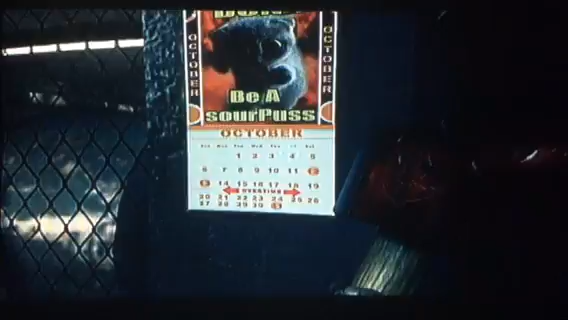 OCTOBER
OCTOBER
Be A
sourPuss
OCTOBER
1 2 3 4 5
6 7 8 9 10 11
14 15 16 17 18 19
OVERTIME
20 21 22 23 24 25 26
27 28 29 30